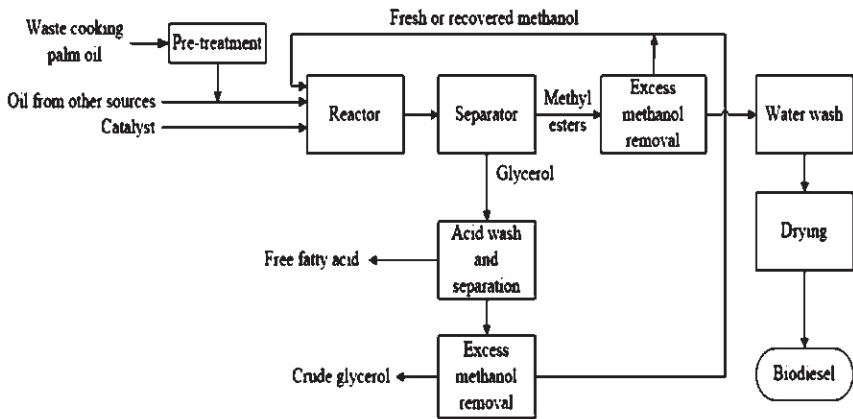 Fresh or recovered methanol
Waste cooking
palm oil
Pre-treatment
Oil from other sources
Catalyst
Reactor
Separator
Methyl
esters
Excess
methanol
removal
Water wash
Glycerol
Drying
Acid wash
and
separation
Free fatty acid
Excess
methanol
removal
Crude glycerol
Biodiesel